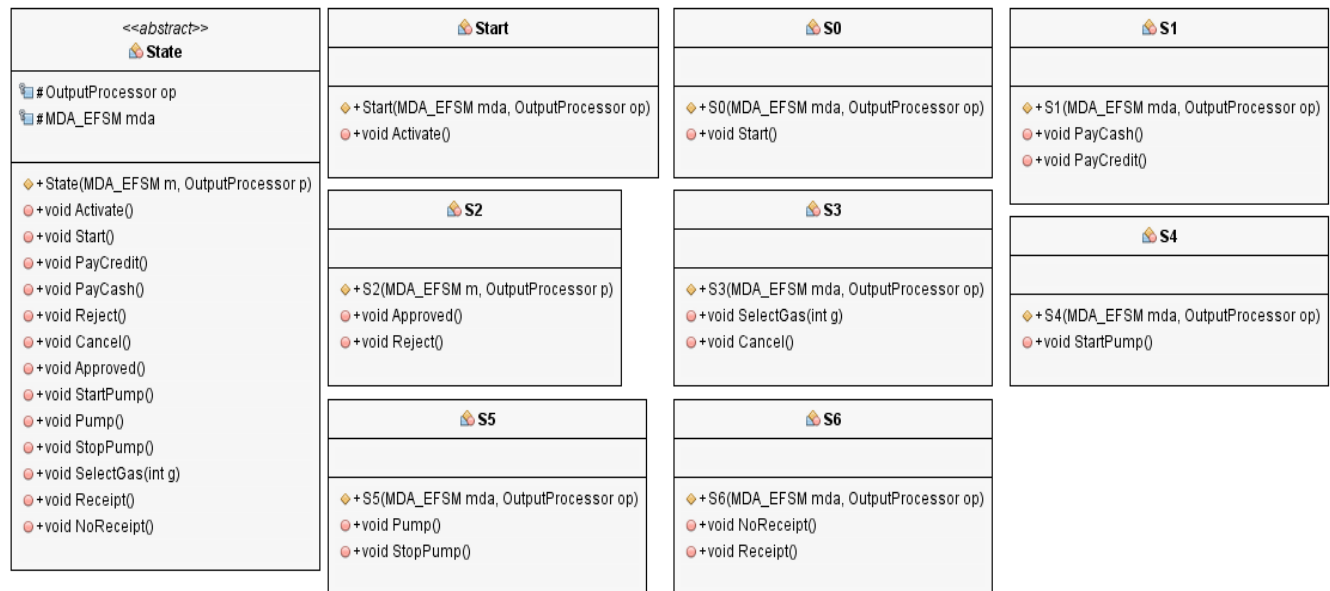 <<abstract>>
State
#OutputProcessor op
#MDA_EFSM mda
+State(MDA_EFSM m, OutputProcessor p)
+void Activate()
+void Start()
+void PayCredit()
+void PayCash()
+void Reject()
+void Cancel()
+void Approved()
+void StartPump()
+void Pump()
+void StopPump()
+void SelectGas(int g)
+void Receipt()
+void NoReceipt()
Start
+Start(MDA_EFSM mda, OutputProcessor op)
+void Activate()
S0
+S0(MDA_EFSM mda, OutputProcessor op)
+void Start()
S1
+S1(MDA_EFSM mda, OutputProcessor op)
+void PayCash()
+void PayCredit()
S2
+S2(MDA_EFSM m, OutputProcessor p)
+void Approved()
+void Reject()
S3
+S3(MDA_EFSM mda, OutputProcessor op)
+void SelectGas(int g)
+void Cancel()
S4
+S4(MDA_EFSM mda, OutputProcessor op)
+void StartPump()
S5
+S5(MDA_EFSM mda, OutputProcessor op)
+void Pump()
+void StopPump()
S6
+S6(MDA_EFSM mda, OutputProcessor op)
+void NoReceipt()
+void Receipt()